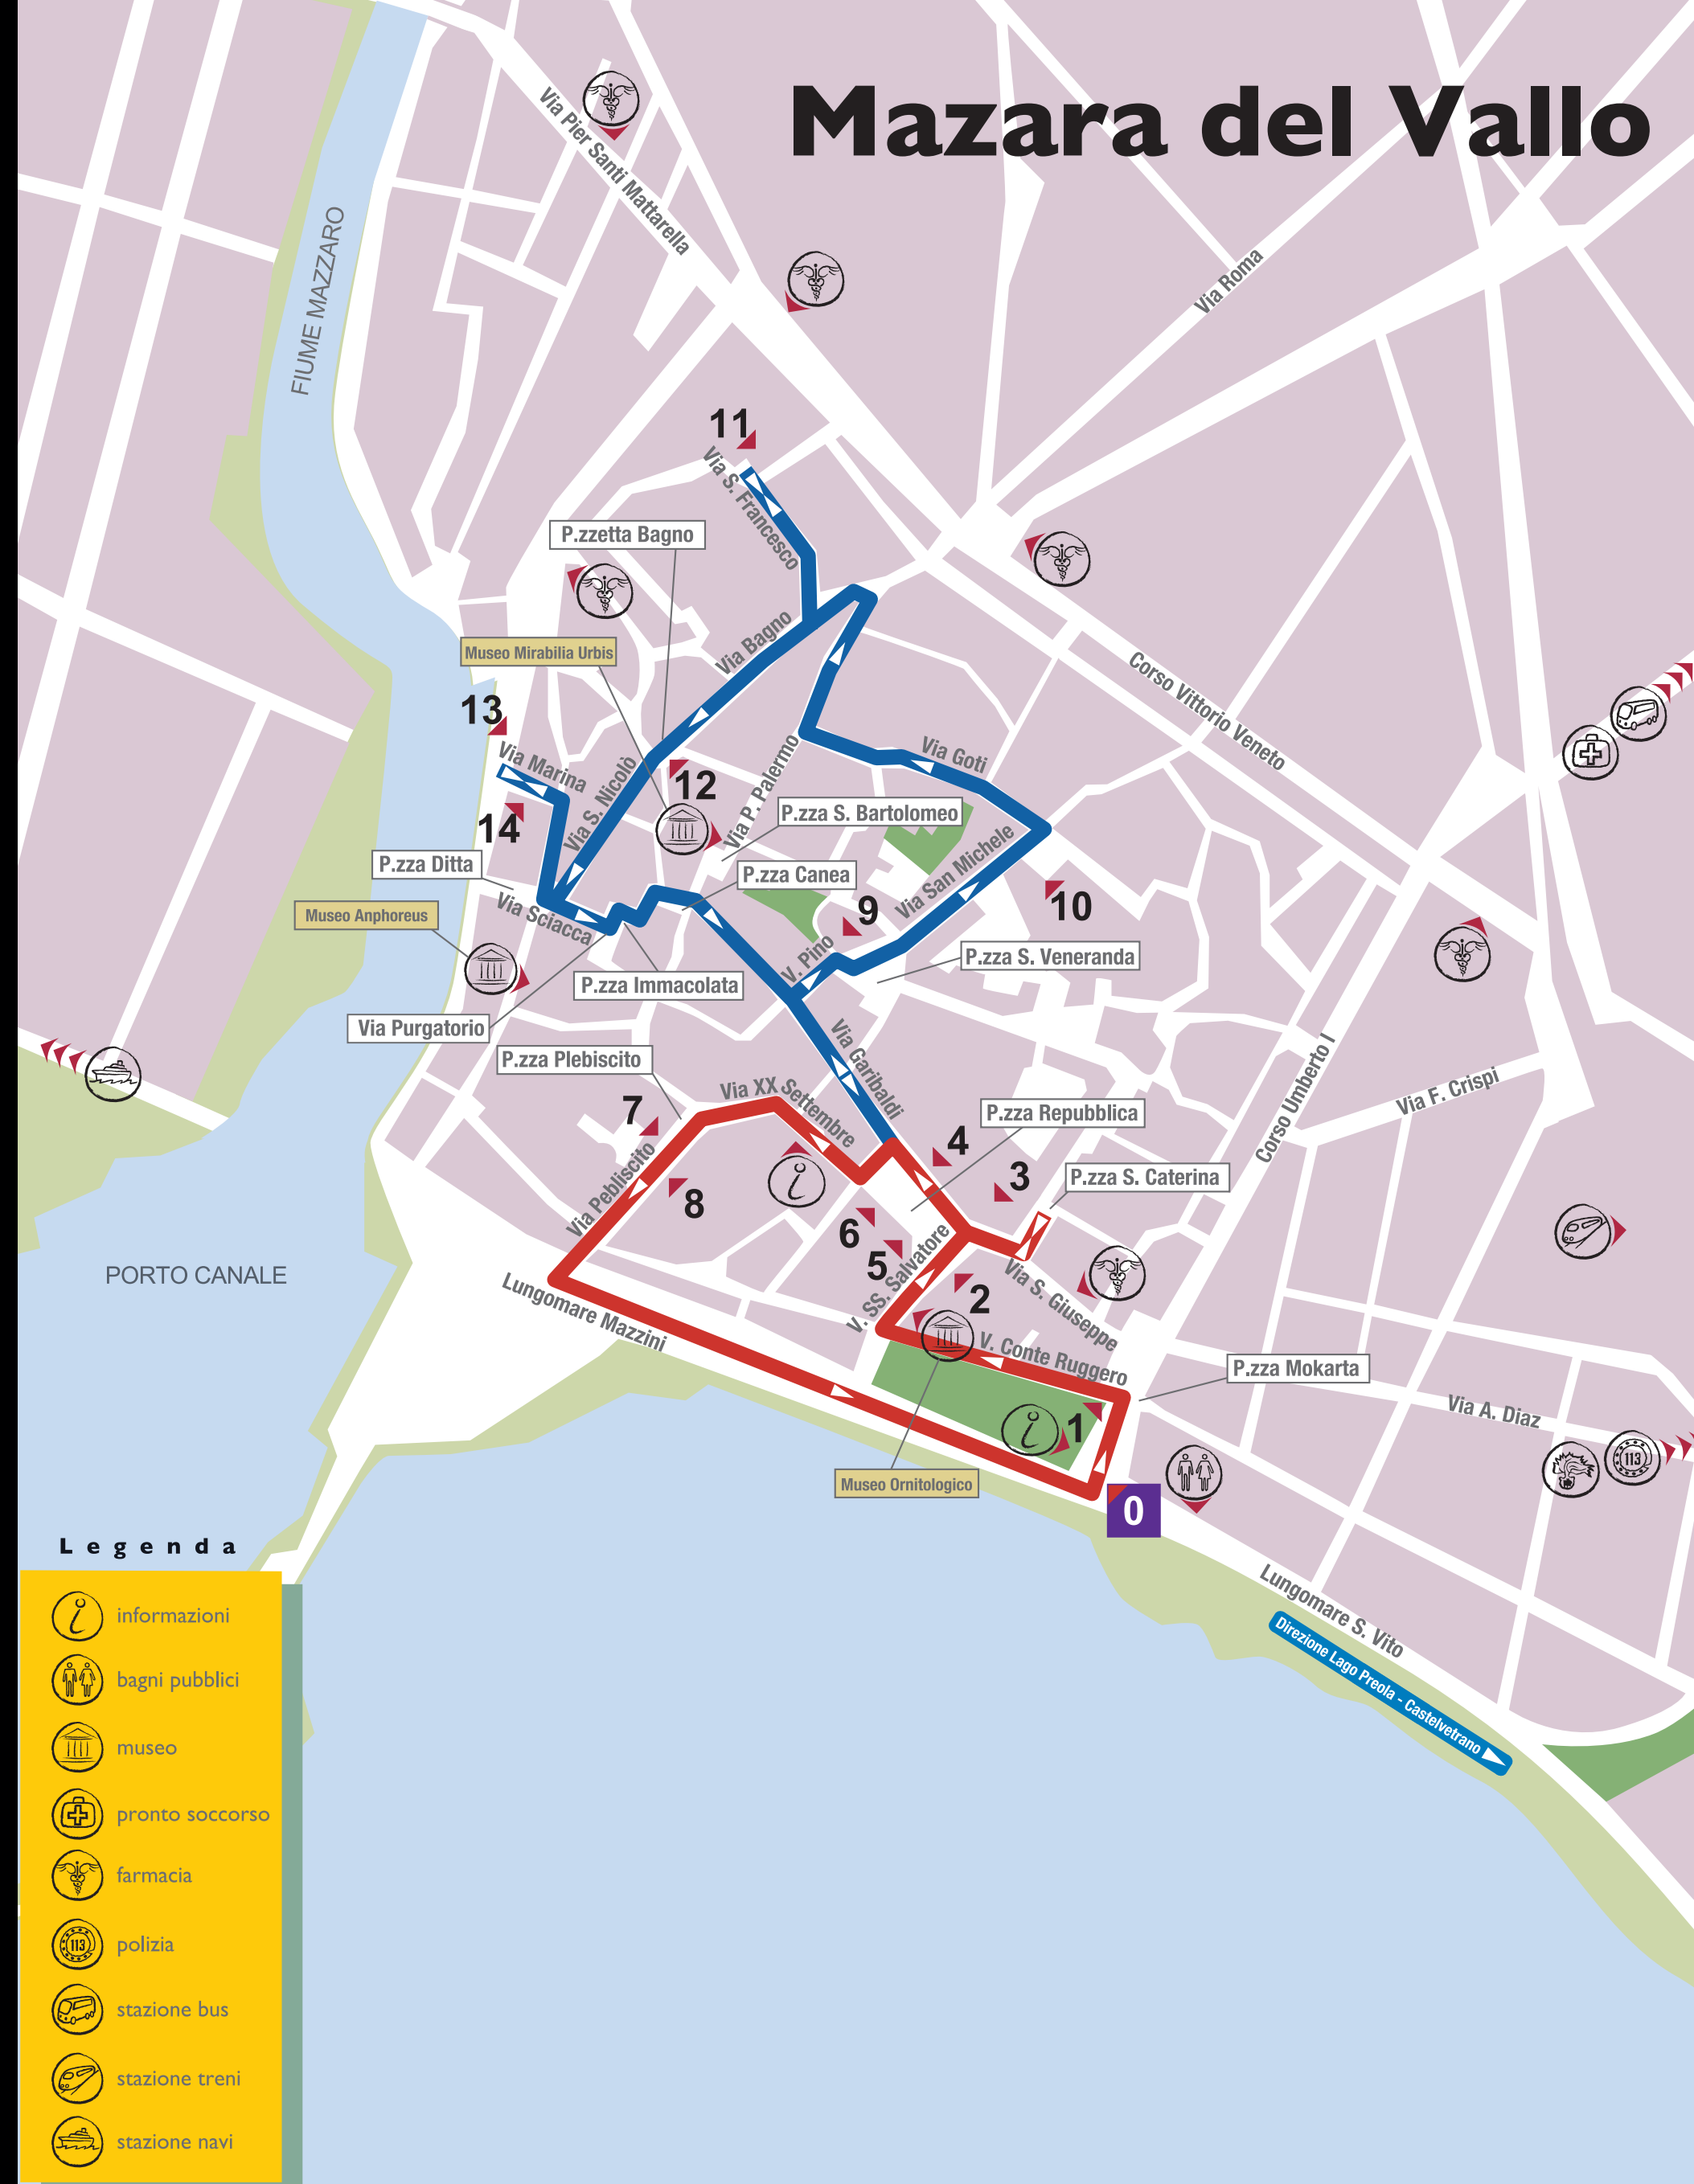 Mazara del Vallo
Via Pier Santi Mattarella
FIUME MAZZARO
Via Roma
11
Via S. Francesco
P.zzetta Bagno
Via Bagno
Museo Mirabilia Urbis
Corso Vittorio Veneto
13
Via Marina
Via S. Nicolò
12
Via P. Palermo
Via Goti
14
P.zza S. Bartolomeo
P.zza Ditta
P.zza Canea
Via San Michele
10
9
Museo Anphoreus
Via Sciacca
V. Pino
P.zza S. Veneranda
P.zza Immacolata
Via Purgatorio
P.zza Plebiscito
Via Garibaldi
Corso Umberto I
Via F. Crispi
Via XX Settembre
P.zza Repubblica
7
4
3
P.zza S. Caterina
Via Pebliscito
8
6
5
V. SS. Salvatore
PORTO CANALE
Lungomare Mazzini
2
Via S. Giuseppe
V. Conte Ruggero
P.zza Mokarta
Via A. Diaz
i
i
1
113
Museo Ornitologico
0
Lungomare S. Vito
Direzione Lago Preola - Castelvetrano
Legenda
i informazioni
bagni pubblici
museo
pronto soccorso
farmacia
113 polizia
stazione bus
stazione treni
stazione navi